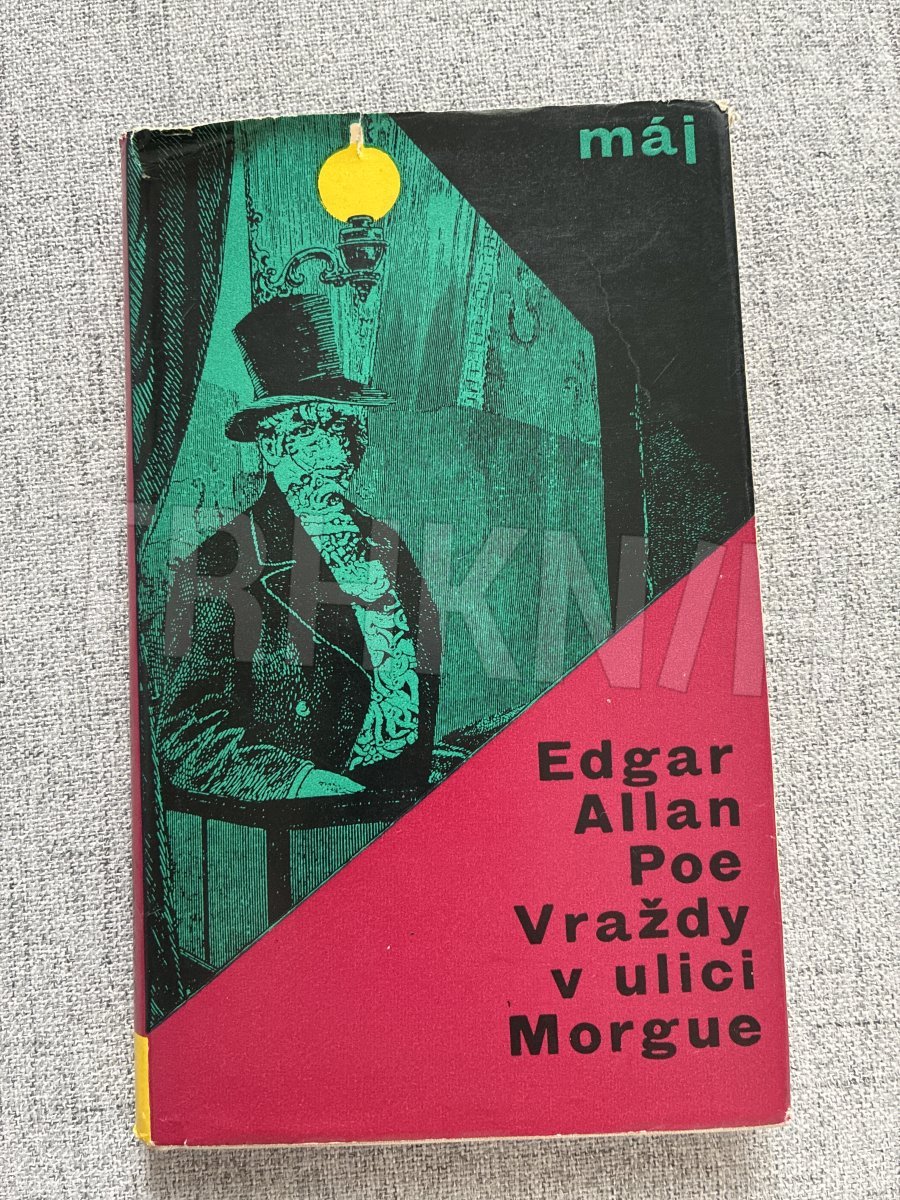 máj
Edgar
Allan
Poe
Vraždy
v ulici
Morgue